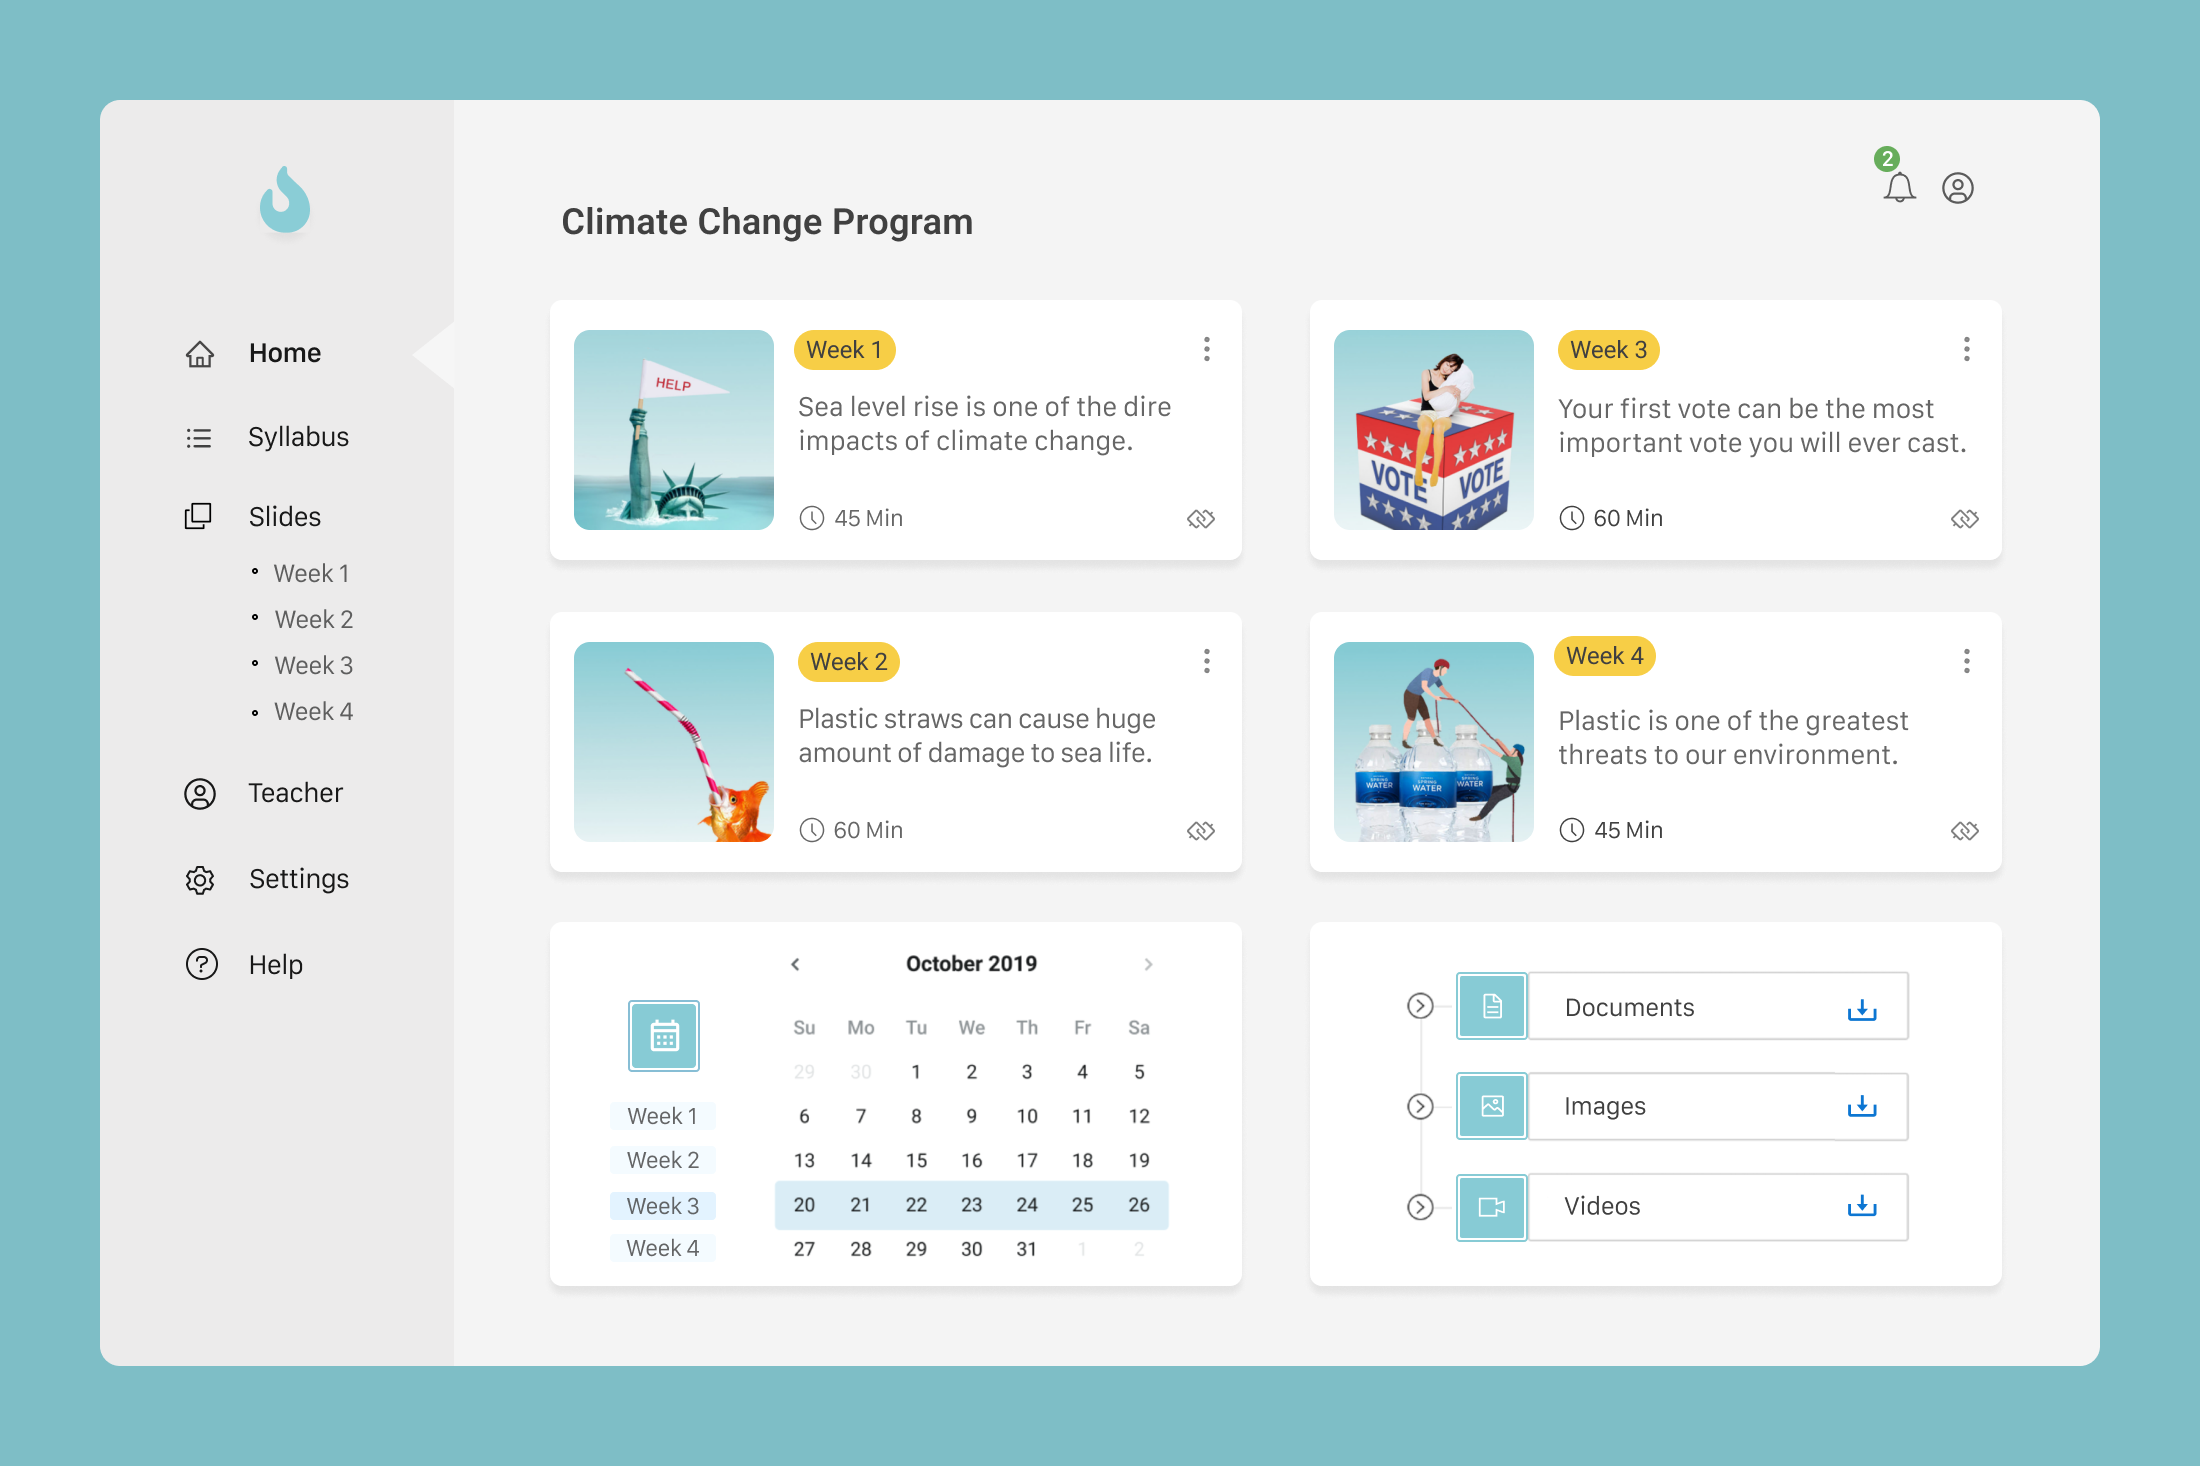 2
Climate Change Program
Home
Syllabus
Slides
Week 1
Week 2
Week 3
Week 4
Teacher
Settings
Help
HELP
Week 1
Sea level rise is one of the dire
impacts of climate change.
45 Min
VOTE
VOTE
Week 3
Your first vote can be the most
important vote you will ever cast.
60 Min
Week 2
Plastic straws can cause huge
amount of damage to sea life.
60 Min
SPRING
WATER
SPRING
WATER
SPRING
WATER
Week 4
Plastic is one of the greatest
threats to our environment.
45 Min
Week 1
Week 2
Week 3
Week 4
October 2019
Su Mo Tu We Th Fr Sa
29 30 1 2 3 4 5
6 7 8 9 10 11 12
13 14 15 16 17 18 19
20 21 22 23 24 25 26
27 28 29 30 31 1 2
Documents
Images
Videos